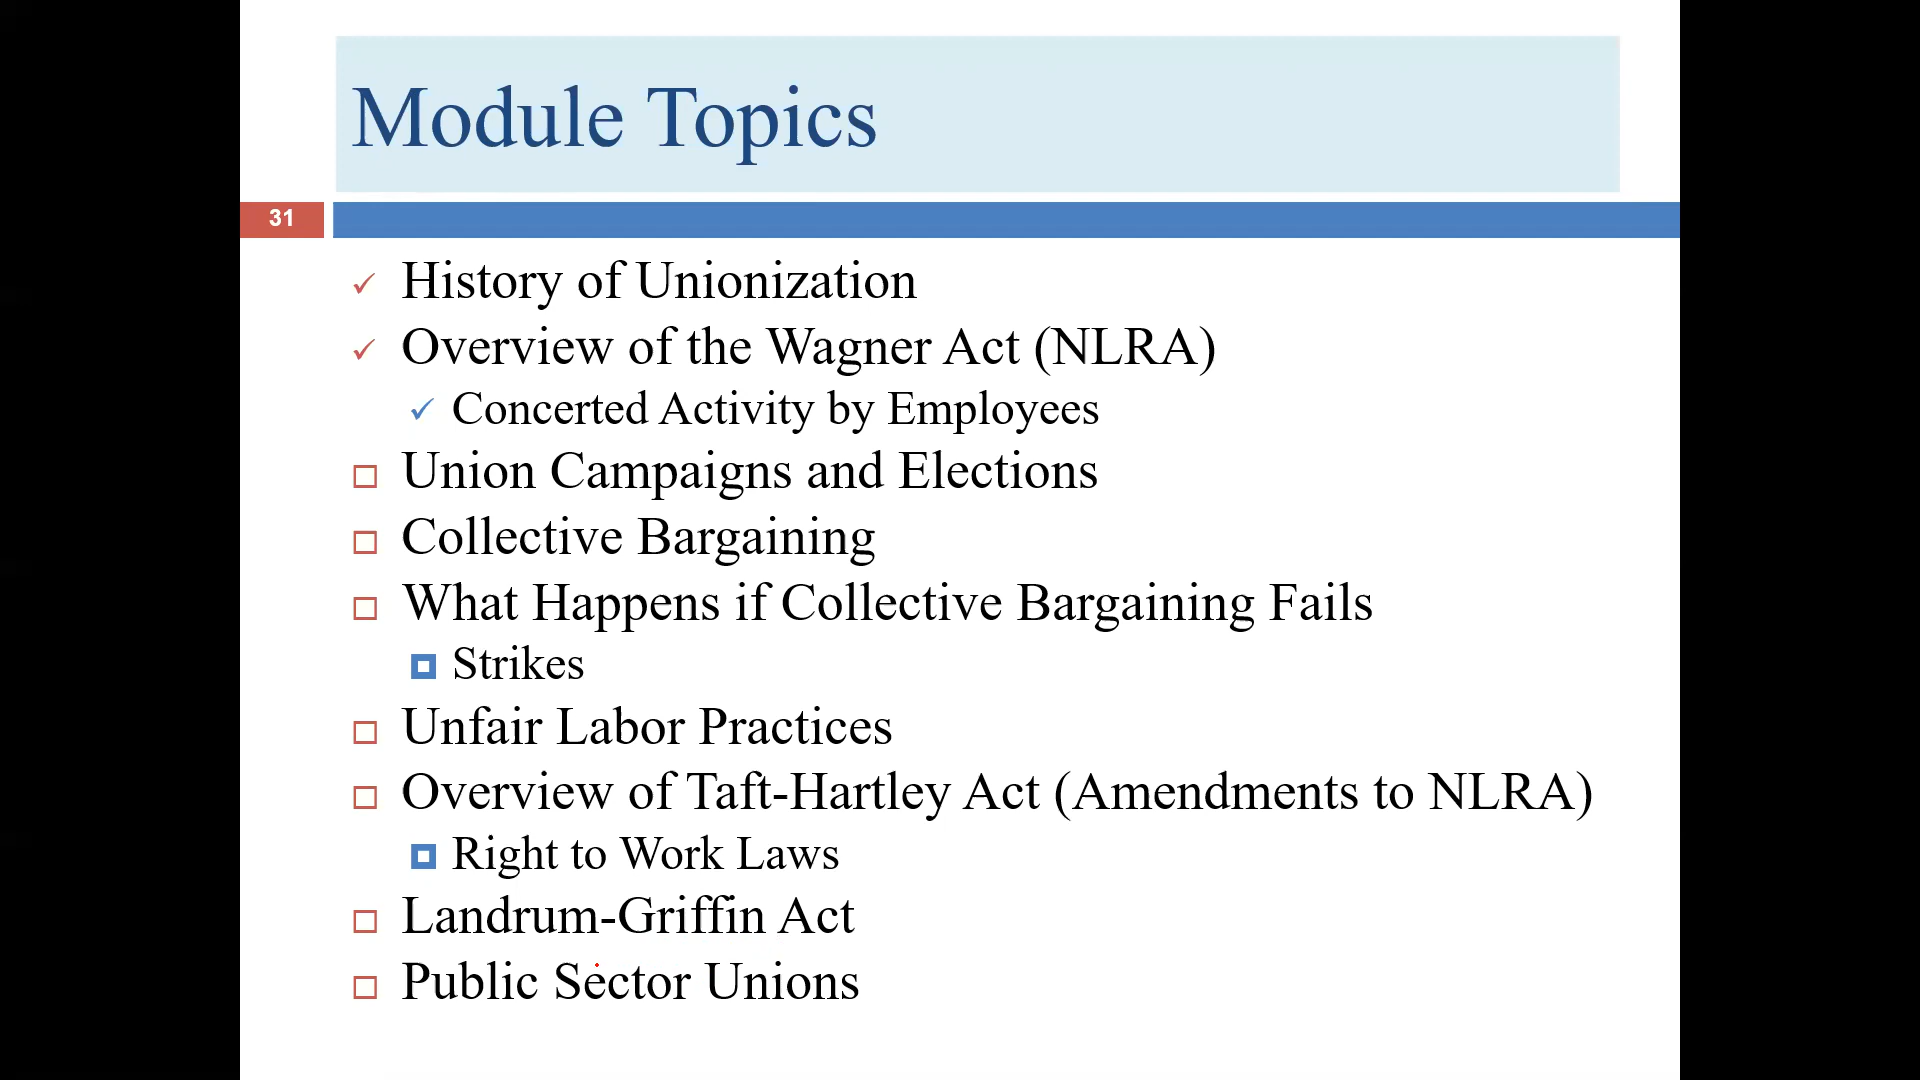 Module Topics
31
History of Unionization
Overview of the Wagner Act (NLRA)
Concerted Activity by Employees
Union Campaigns and Elections
Collective Bargaining
What Happens if Collective Bargaining Fails
Strikes
Unfair Labor Practices
Overview of Taft-Hartley Act (Amendments to NLRA)
Right to Work Laws
Landrum-Griffin Act
Public Sector Unions